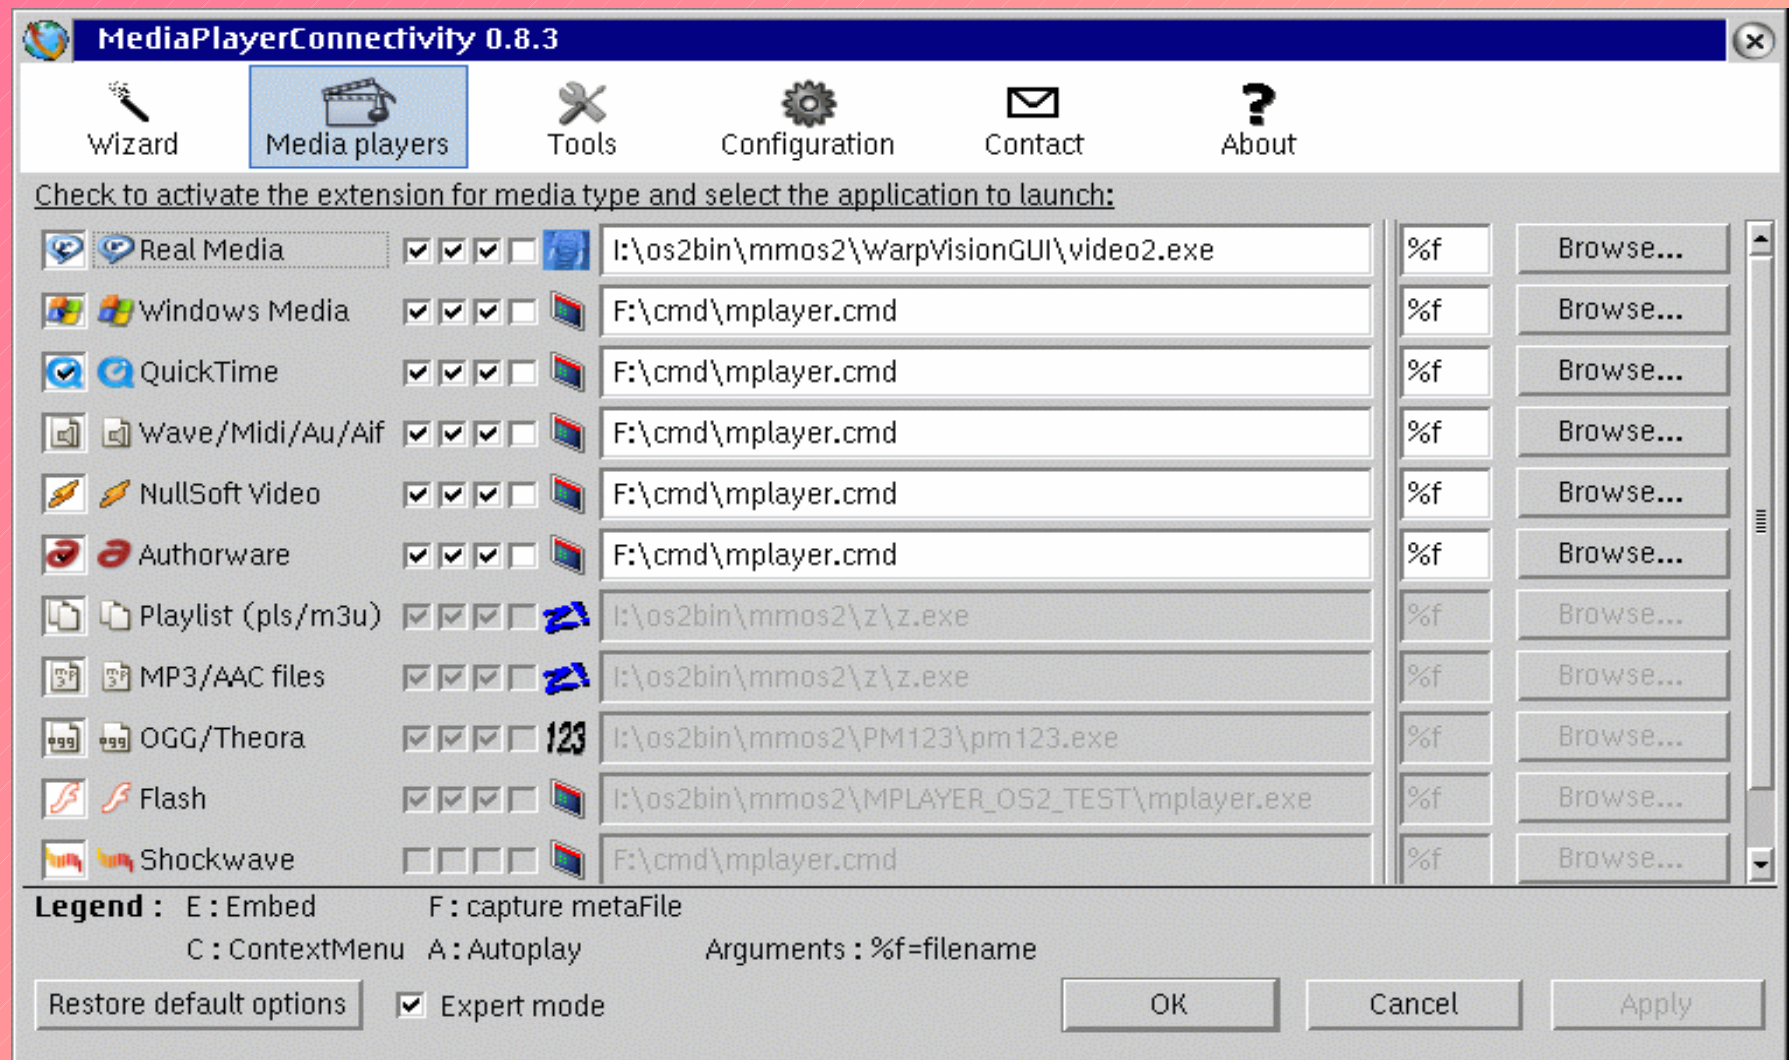 MediaPlayerConnectivity 0.8.3
Wizard Media players Tools Configuration Contact About
Check to activate the extension for media type and select the application to launch:
Real Media I:\os2bin\mmos2\WarpVisionGUI\video2.exe %f Browse...
Windows Media F:\cmd\mplayer.cmd %f Browse...
QuickTime F:\cmd\mplayer.cmd %f Browse...
Wave/Midi/Au/Aif F:\cmd\mplayer.cmd %f Browse...
NullSoft Video F:\cmd\mplayer.cmd %f Browse...
Authorware F:\cmd\mplayer.cmd %f Browse...
Playlist (pls/m3u) I:\os2bin\mmos2\z\z.exe %f Browse...
MP3/AAC files I:\os2bin\mmos2\z\z.exe %f Browse...
OGG/Theora 123 I:\os2bin\mmos2\PM123\pm123.exe %f Browse...
Flash I:\os2bin\mmos2\MPLAYER_OS2_TEST\mplayer.exe %f Browse...
Shockwave F:\cmd\mplayer.cmd %f Browse...
Legend : E : Embed F : capture metaFile
C : ContextMenu A : Autoplay Arguments : %f=filename
Restore default options Expert mode OK Cancel Apply